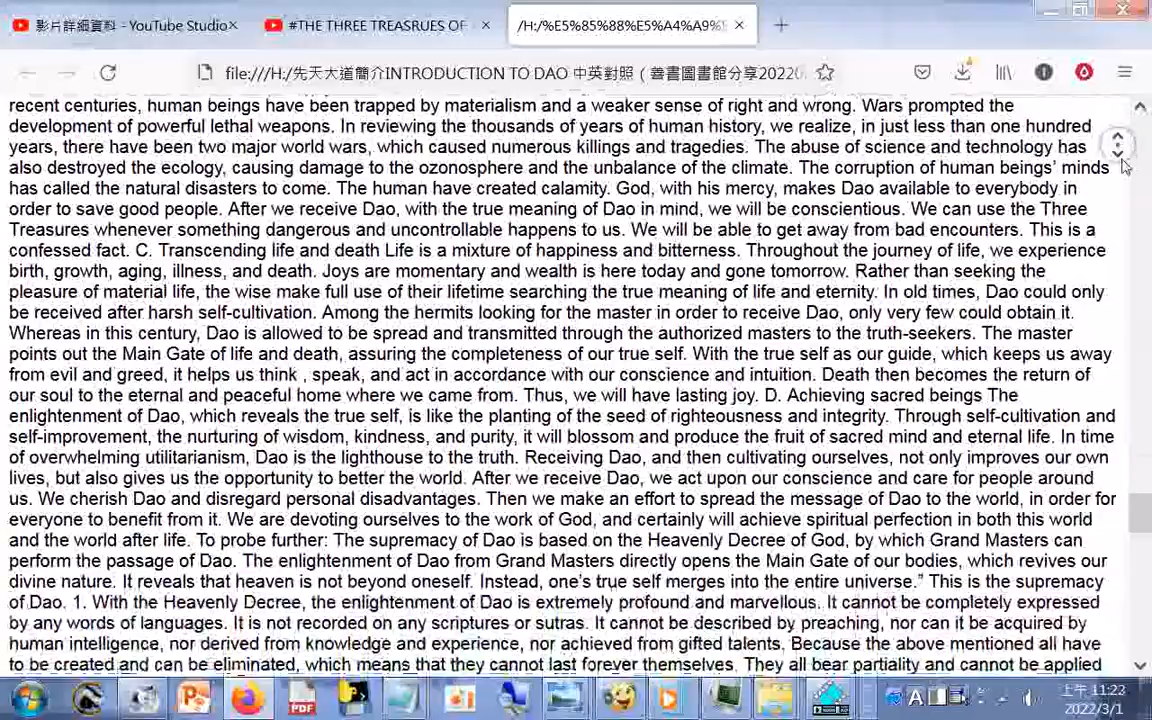 影片詳細資料 - YouTube Studio
#THE THREE TREASRUES OF
/H:/%E5%85%88%E5%A4%A9%
file:///H:/先天大道簡介INTRODUCTION TO DAO 中英對照（善書圖書館分享20220
recent centuries, human beings have been trapped by materialism and a weaker sense of right and wrong. Wars prompted the
development of powerful lethal weapons. In reviewing the thousands of years of human history, we realize, in just less than one hundred
years, there have been two major world wars, which caused numerous killings and tragedies. The abuse of science and technology has
also destroyed the ecology, causing damage to the ozonosphere and the unbalance of the climate. The corruption of human beings’ minds
has called the natural disasters to come. The human have created calamity. God, with his mercy, makes Dao available to everybody in
order to save good people. After we receive Dao, with the true meaning of Dao in mind, we will be conscientious. We can use the Three
Treasures whenever something dangerous and uncontrollable happens to us. We will be able to get away from bad encounters. This is a
confessed fact. C. Transcending life and death Life is a mixture of happiness and bitterness. Throughout the journey of life, we experience
birth, growth, aging, illness, and death. Joys are momentary and wealth is here today and gone tomorrow. Rather than seeking the
pleasure of material life, the wise make full use of their lifetime searching the true meaning of life and eternity. In old times, Dao could only
be received after harsh self-cultivation. Among the hermits looking for the master in order to receive Dao, only very few could obtain it.
Whereas in this century, Dao is allowed to be spread and transmitted through the authorized masters to the truth-seekers. The master
points out the Main Gate of life and death, assuring the completeness of our true self. With the true self as our guide, which keeps us away
from evil and greed, it helps us think , speak, and act in accordance with our conscience and intuition. Death then becomes the return of
our soul to the eternal and peaceful home where we came from. Thus, we will have lasting joy. D. Achieving sacred beings The
enlightenment of Dao, which reveals the true self, is like the planting of the seed of righteousness and integrity. Through self-cultivation and
self-improvement, the nurturing of wisdom, kindness, and purity, it will blossom and produce the fruit of sacred mind and eternal life. In time
of overwhelming utilitarianism, Dao is the lighthouse to the truth. Receiving Dao, and then cultivating ourselves, not only improves our own
lives, but also gives us the opportunity to better the world. After we receive Dao, we act upon our conscience and care for people around
us. We cherish Dao and disregard personal disadvantages. Then we make an effort to spread the message of Dao to the world, in order for
everyone to benefit from it. We are devoting ourselves to the work of God, and certainly will achieve spiritual perfection in both this world
and the world after life. To probe further: The supremacy of Dao is based on the Heavenly Decree of God, by which Grand Masters can
perform the passage of Dao. The enlightenment of Dao from Grand Masters directly opens the Main Gate of our bodies, which revives our
divine nature. It reveals that heaven is not beyond oneself. Instead, one’s true self merges into the entire universe.” This is the supremacy
of Dao. 1. With the Heavenly Decree, the enlightenment of Dao is extremely profound and marvellous. It cannot be completely expressed
by any words of languages. It is not recorded on any scriptures or sutras. It cannot be described by preaching, nor can it be acquired by
human intelligence, nor derived from knowledge and experience, nor achieved from gifted talents. Because the above mentioned all have
to be created and can be eliminated, which means that they cannot last forever themselves. They all bear partiality and cannot be applied
PDF
A
上午 11:23
2022/3/1